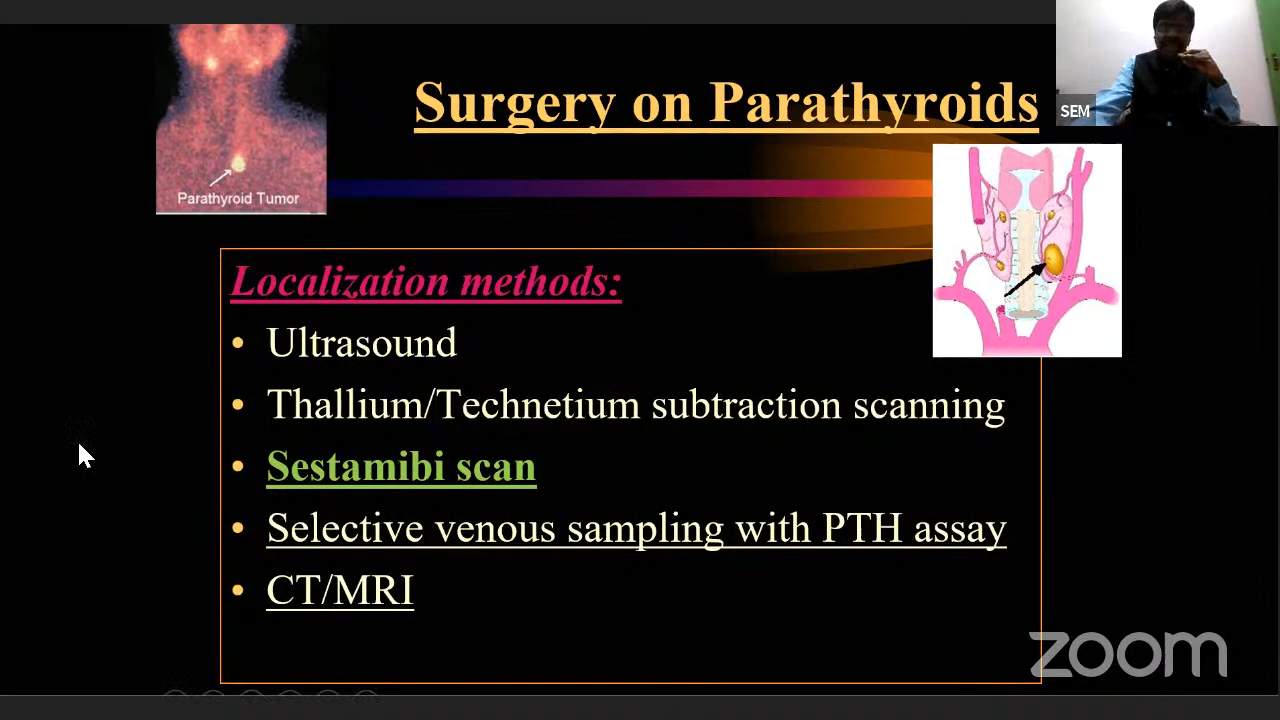 Surgery on Parathyroids
SEM
Parathyroid Tumor
Localization methods:
• Ultrasound
• Thallium/Technetium subtraction scanning
• Sestamibi scan
• Selective venous sampling with PTH assay
• CT/MRI
zoom